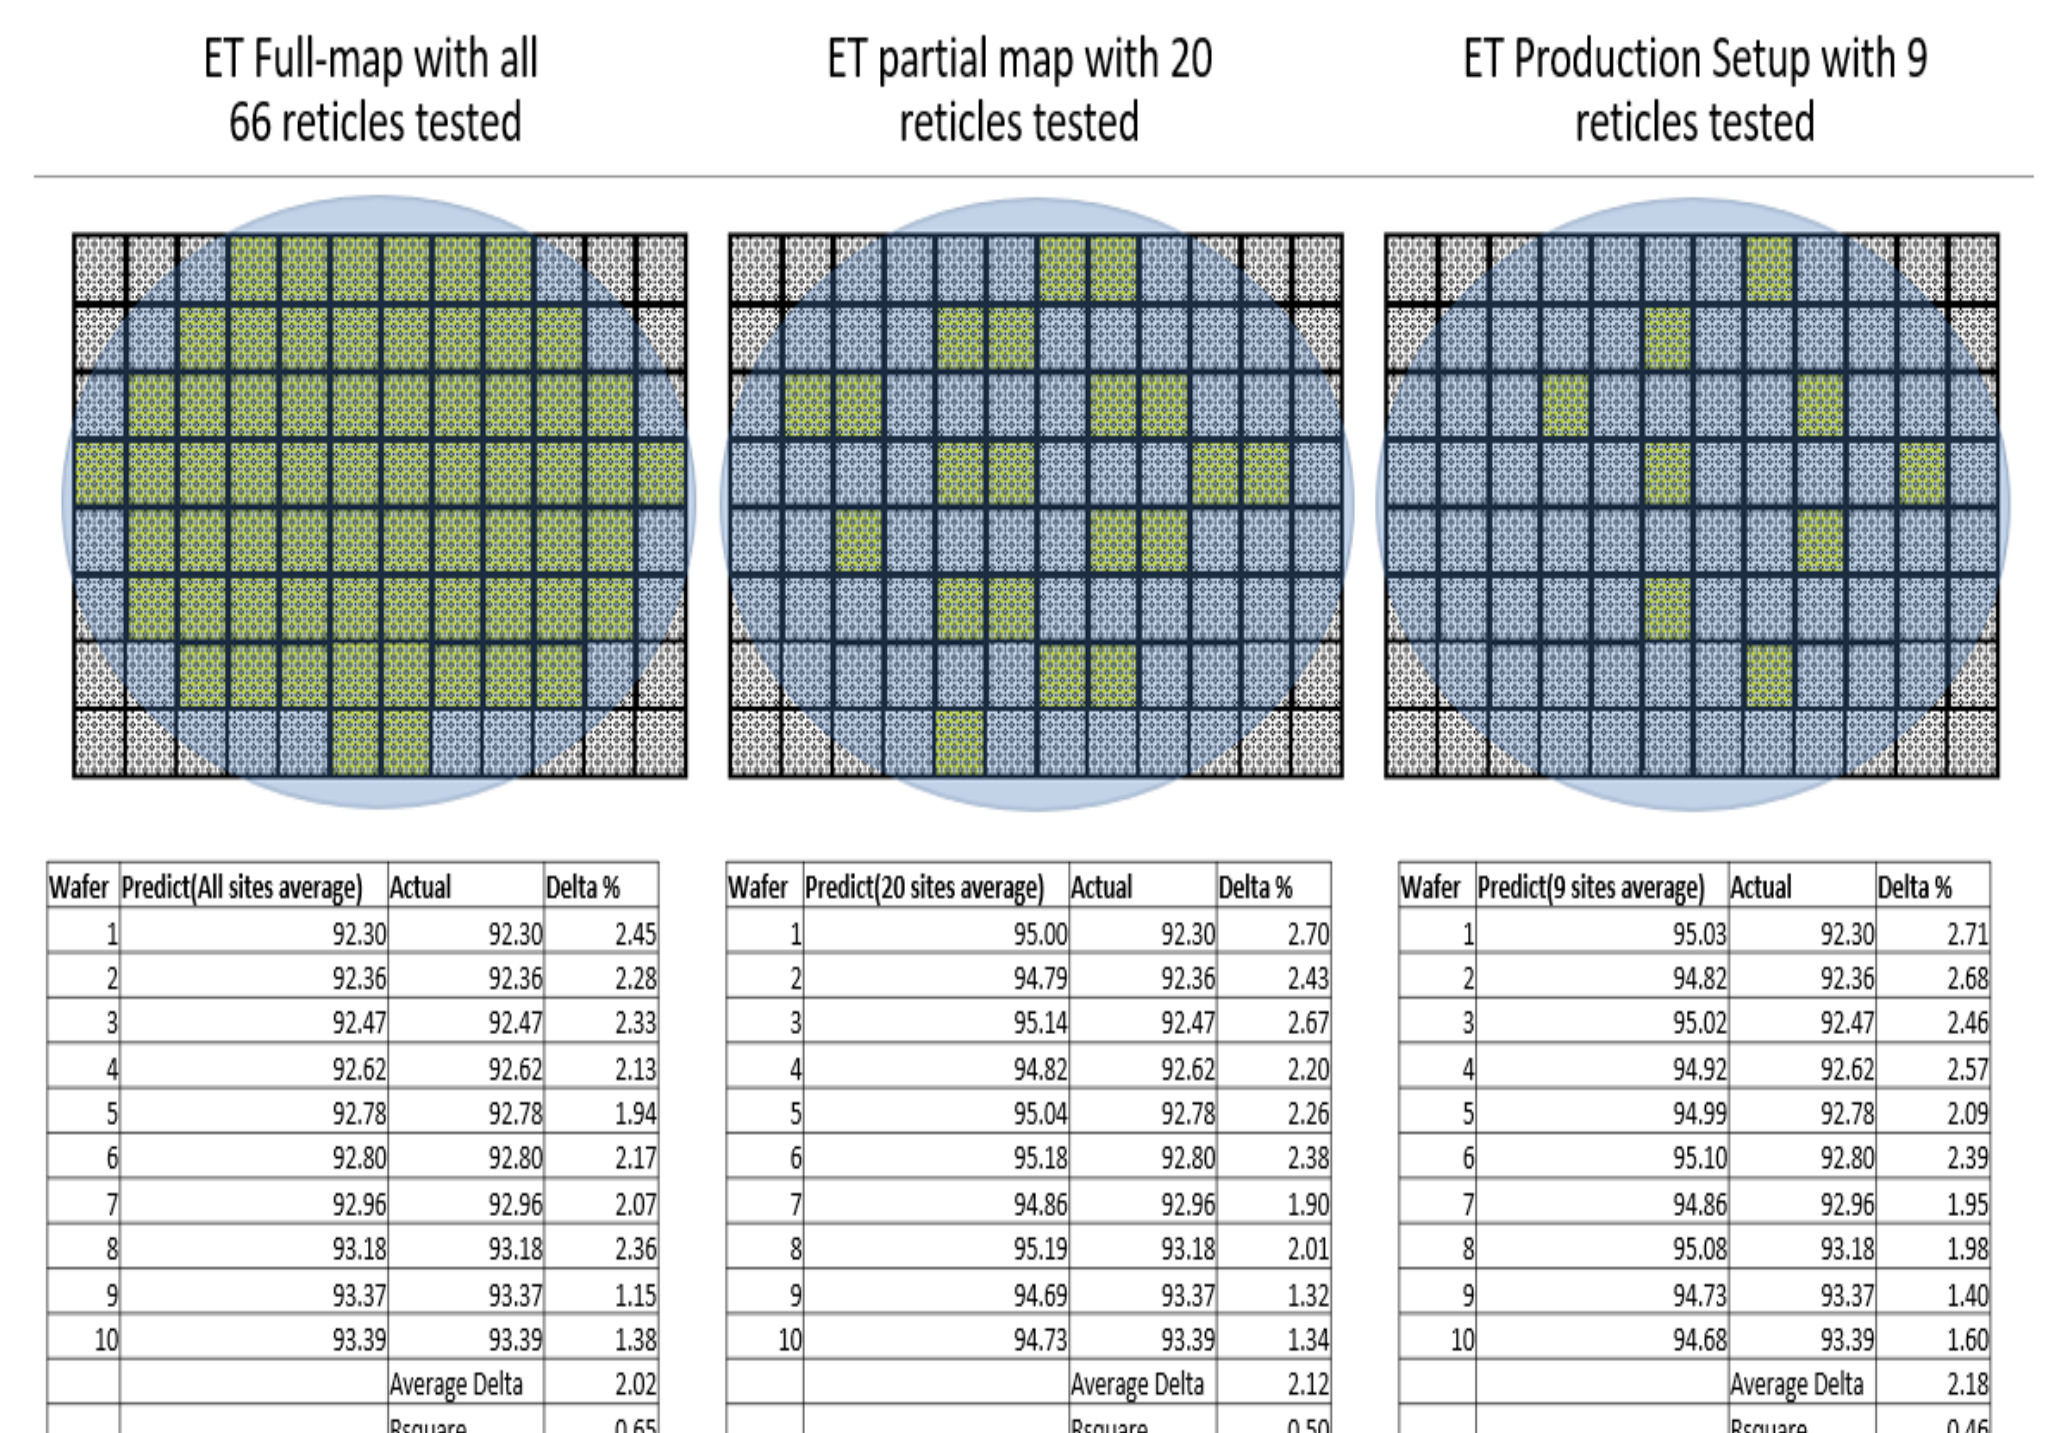 ET Full-map with all
66 reticles tested
ET partial map with 20
reticles tested
ET Production Setup with 9
reticles tested
Wafer Predict(All sites average) Actual Delta %
1 92.30 92.30 2.45
2 92.36 92.36 2.28
3 92.47 92.47 2.33
4 92.62 92.62 2.13
5 92.78 92.78 1.94
6 92.80 92.80 2.17
7 92.96 92.96 2.07
8 93.18 93.18 2.36
9 93.37 93.37 1.15
10 93.39 93.39 1.38
Average Delta 2.02
Rsquare 0.65
Wafer Predict(20 sites average) Actual Delta %
1 95.00 92.30 2.70
2 94.79 92.36 2.43
3 95.14 92.47 2.67
4 94.82 92.62 2.20
5 95.04 92.78 2.26
6 95.18 92.80 2.38
7 94.86 92.96 1.90
8 95.19 93.18 2.01
9 94.69 93.37 1.32
10 94.73 93.39 1.34
Average Delta 2.12
Rsquare 0.50
Wafer Predict(9 sites average) Actual Delta %
1 95.03 92.30 2.71
2 94.82 92.36 2.68
3 95.02 92.47 2.46
4 94.92 92.62 2.57
5 94.99 92.78 2.09
6 95.10 92.80 2.39
7 94.86 92.96 1.95
8 95.08 93.18 1.98
9 94.73 93.37 1.40
10 94.68 93.39 1.60
Average Delta 2.18
Rsquare 0.46